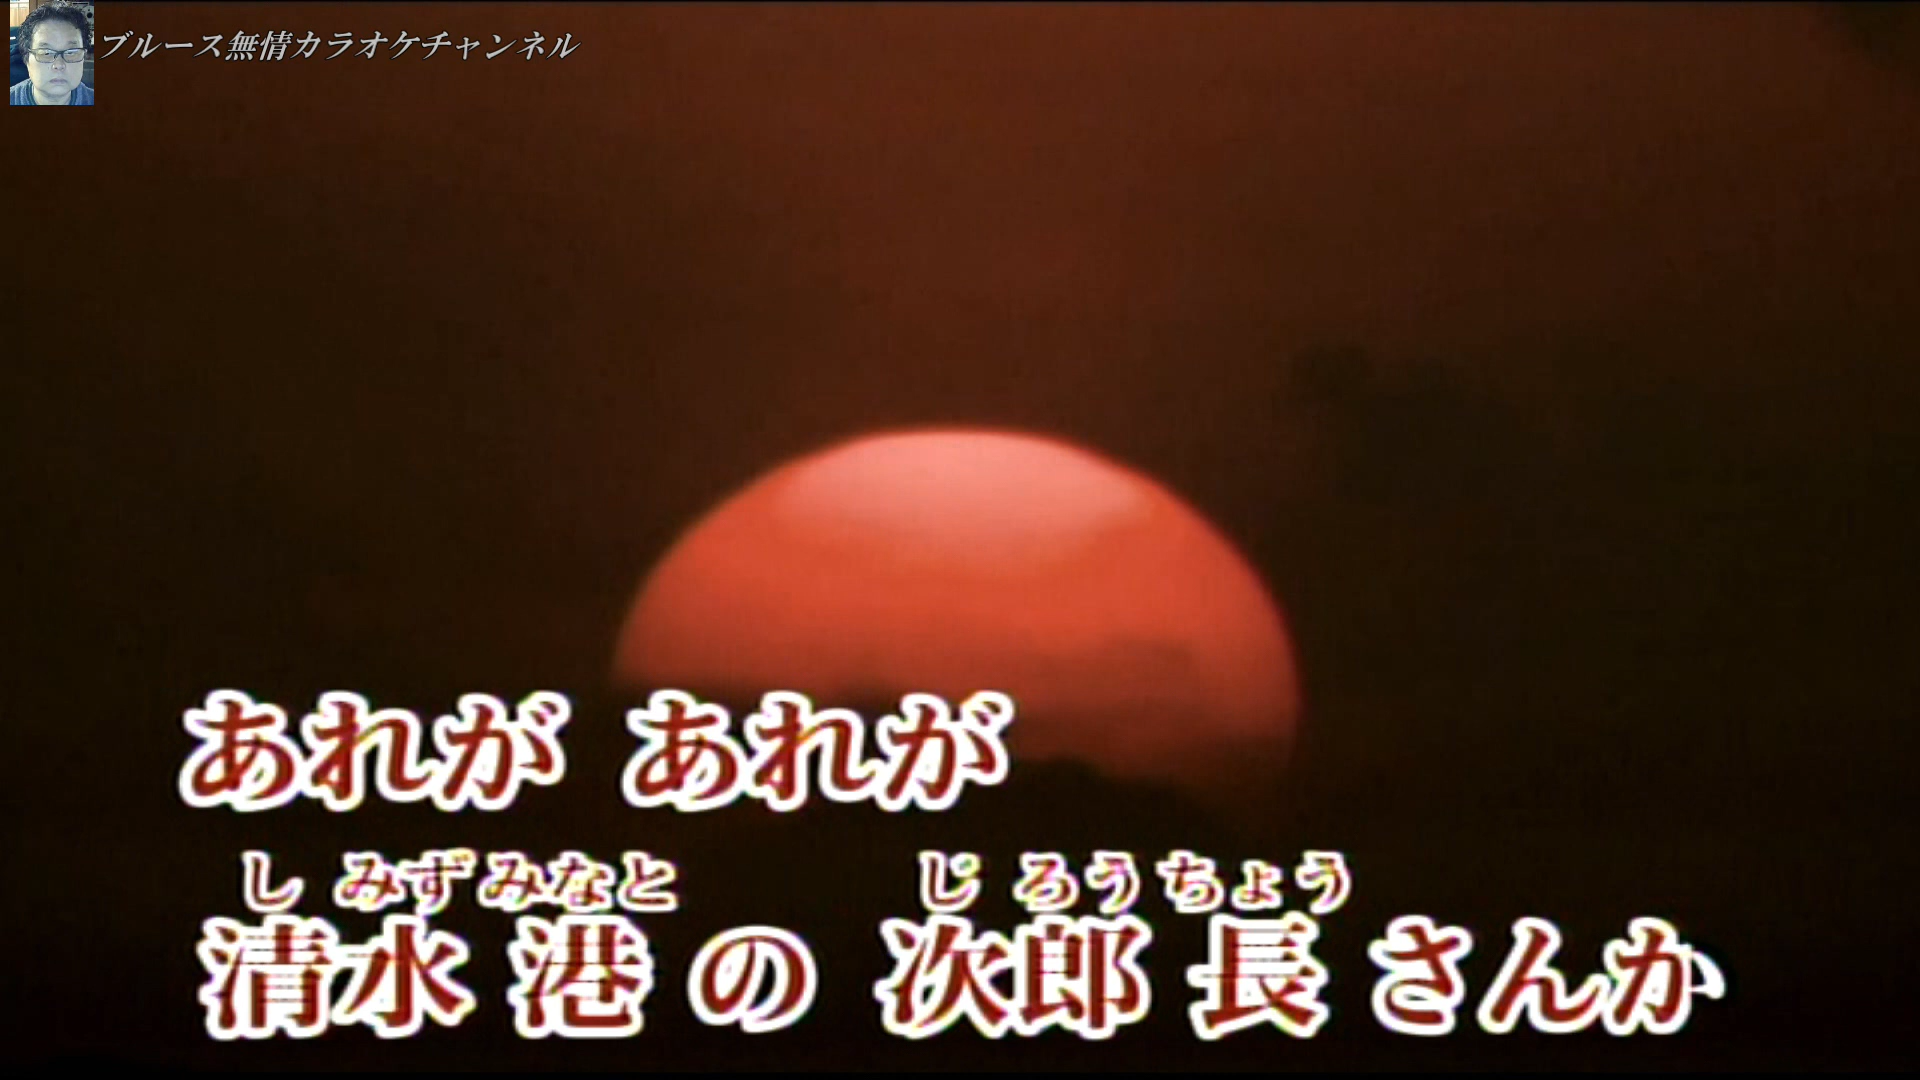 ブルース無情カラオケチャンネル
あれが あれが
しみずみなと じろうちょう
清水港の次郎長さんか